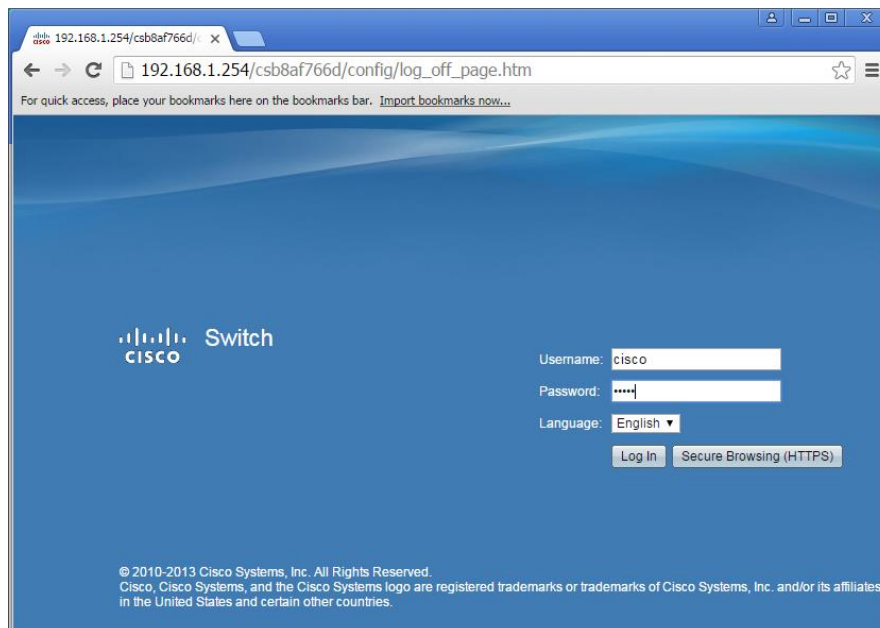 cisco
192.168.1.254/csb8af766d/
192.168.1.254/csb8af766d/config/log_off_page.htm
For quick access, place your bookmarks here on the bookmarks bar. Import bookmarks now...
CISCO
Switch
Username: cisco
Password: •••••
Language: English
Log In Secure Browsing (HTTPS)
© 2010-2013 Cisco Systems, Inc. All Rights Reserved.
Cisco, Cisco Systems, and the Cisco Systems logo are registered trademarks or trademarks of Cisco Systems, Inc. and/or its affiliates
in the United States and certain other countries.